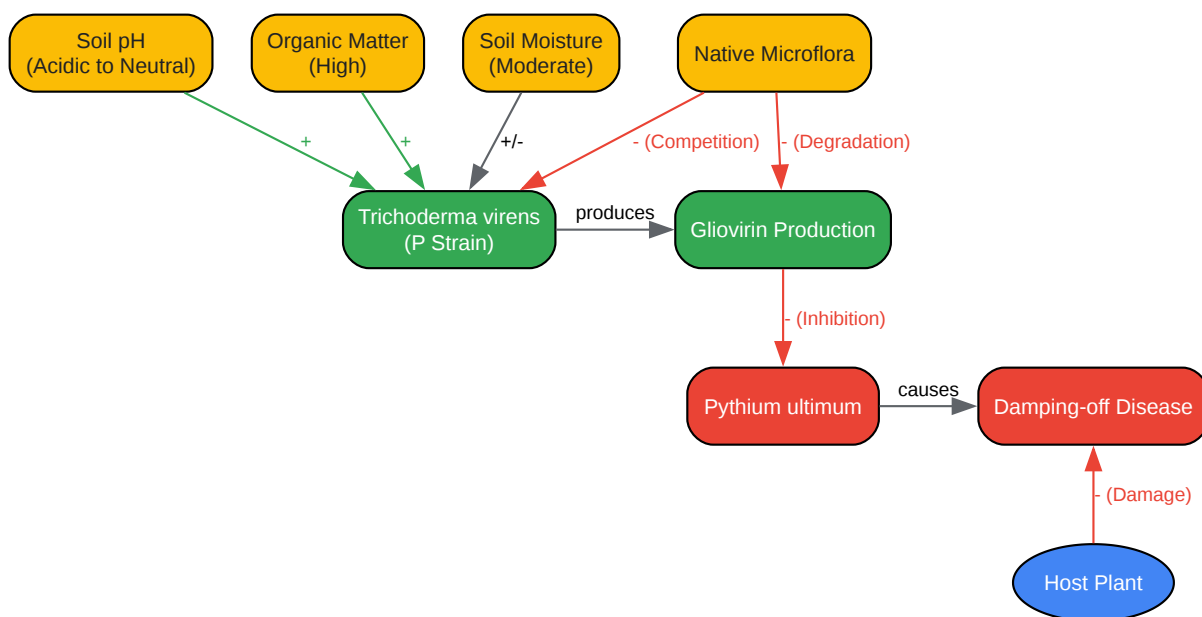 Soil pH
(Acidic to Neutral)
Organic Matter
(High)
Soil Moisture
(Moderate)
Native Microflora
+
+
+/-
- (Competition)
- (Degradation)
Trichoderma virens
(P Strain)
produces
Gliovirin Production
- (Inhibition)
Pythium ultimum
causes
Damping-off Disease
- (Damage)
Host Plant